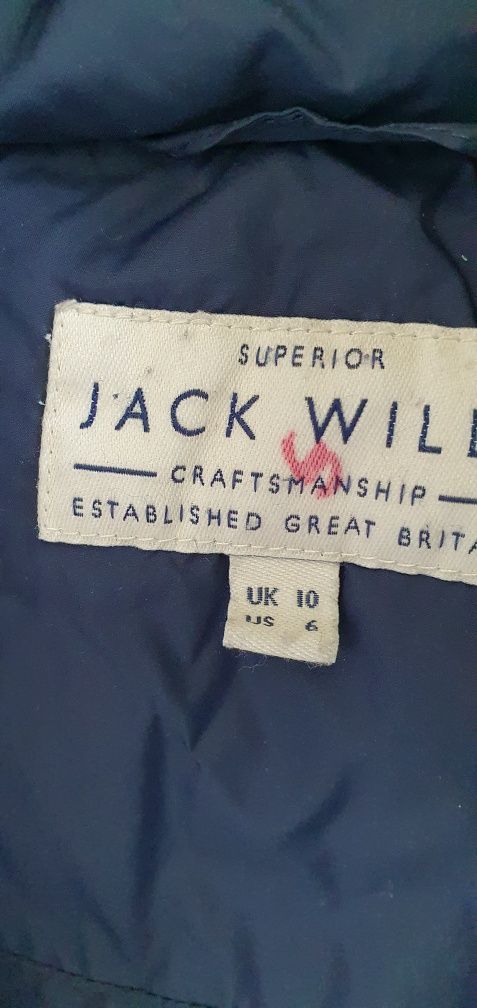 SUPERIOR
JACK WIL
CRAFTSMANSHIP
ESTABLISHED GREAT BRITA
S
UK 10
US 6